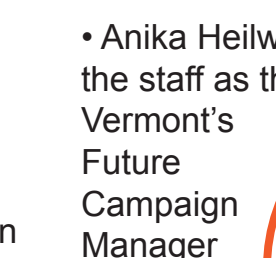 • Anika Heilw
the staff as th
Vermont's
Future
Campaign
n
Manager